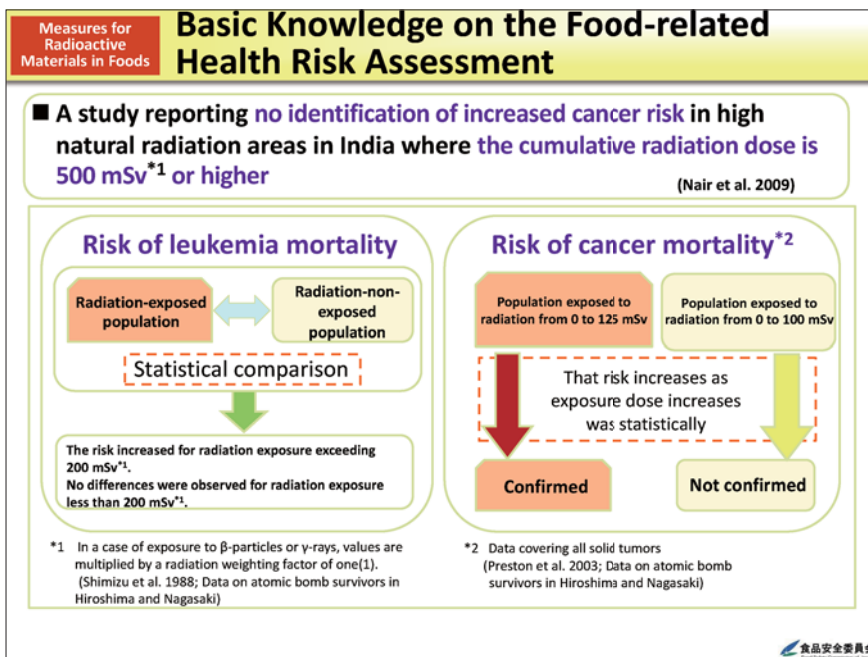 Measures for
Radioactive
Materials in Foods
Basic Knowledge on the Food-related
Health Risk Assessment
■ A study reporting no identification of increased cancer risk in high
natural radiation areas in India where the cumulative radiation dose is
500 mSv*1 or higher
(Nair et al. 2009)
Risk of leukemia mortality
Radiation-exposed
population
Radiation-non-
exposed
population
Statistical comparison
The risk increased for radiation exposure exceeding
200 mSv*1.
No differences were observed for radiation exposure
less than 200 mSv*1.
*1 In a case of exposure to β-particles or γ-rays, values are
multiplied by a radiation weighting factor of one(1).
(Shimizu et al. 1988; Data on atomic bomb survivors in
Hiroshima and Nagasaki)
Risk of cancer mortality*2
Population exposed to
radiation from 0 to 125 mSv
Population exposed to
radiation from 0 to 100 mSv
That risk increases as
exposure dose increases
was statistically
Confirmed
Not confirmed
*2 Data covering all solid tumors
(Preston et al. 2003; Data on atomic bomb
survivors in Hiroshima and Nagasaki)
食品安全委員会